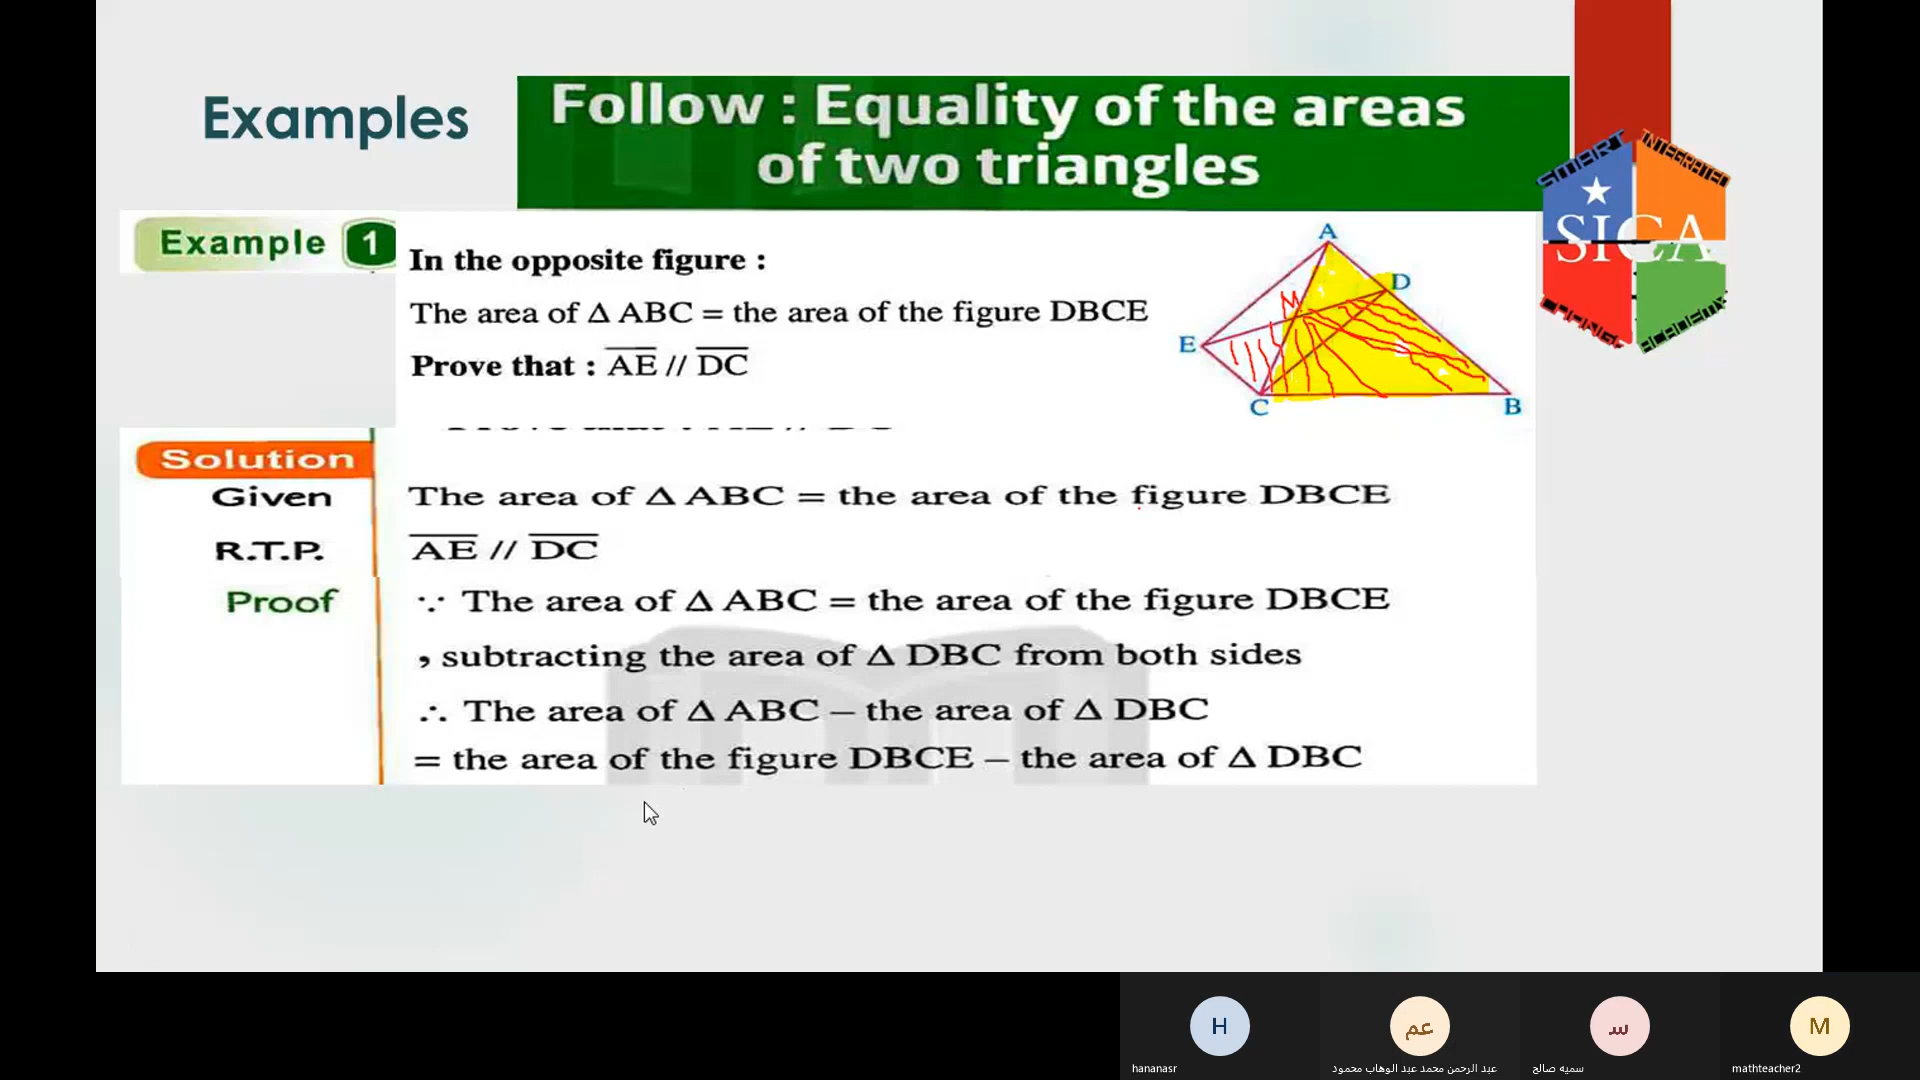 Examples
Follow : Equality of the areas
of two triangles
SMART
INTEGRATED
SICA
ACADEMY
Example 1
In the opposite figure :
The area of Δ ABC = the area of the figure DBCE
Prove that : AE // DC
A
D
M
E
C
B
Solution
Given
The area of Δ ABC = the area of the figure DBCE
R.T.P.
AE // DC
Proof
∵ The area of Δ ABC = the area of the figure DBCE
, subtracting the area of Δ DBC from both sides
∴ The area of Δ ABC – the area of Δ DBC
= the area of the figure DBCE – the area of Δ DBC
H
عم
س
M
hananasr
عبد الرحمن محمد عبد الوهاب محمود
سميه صالح
mathteacher2